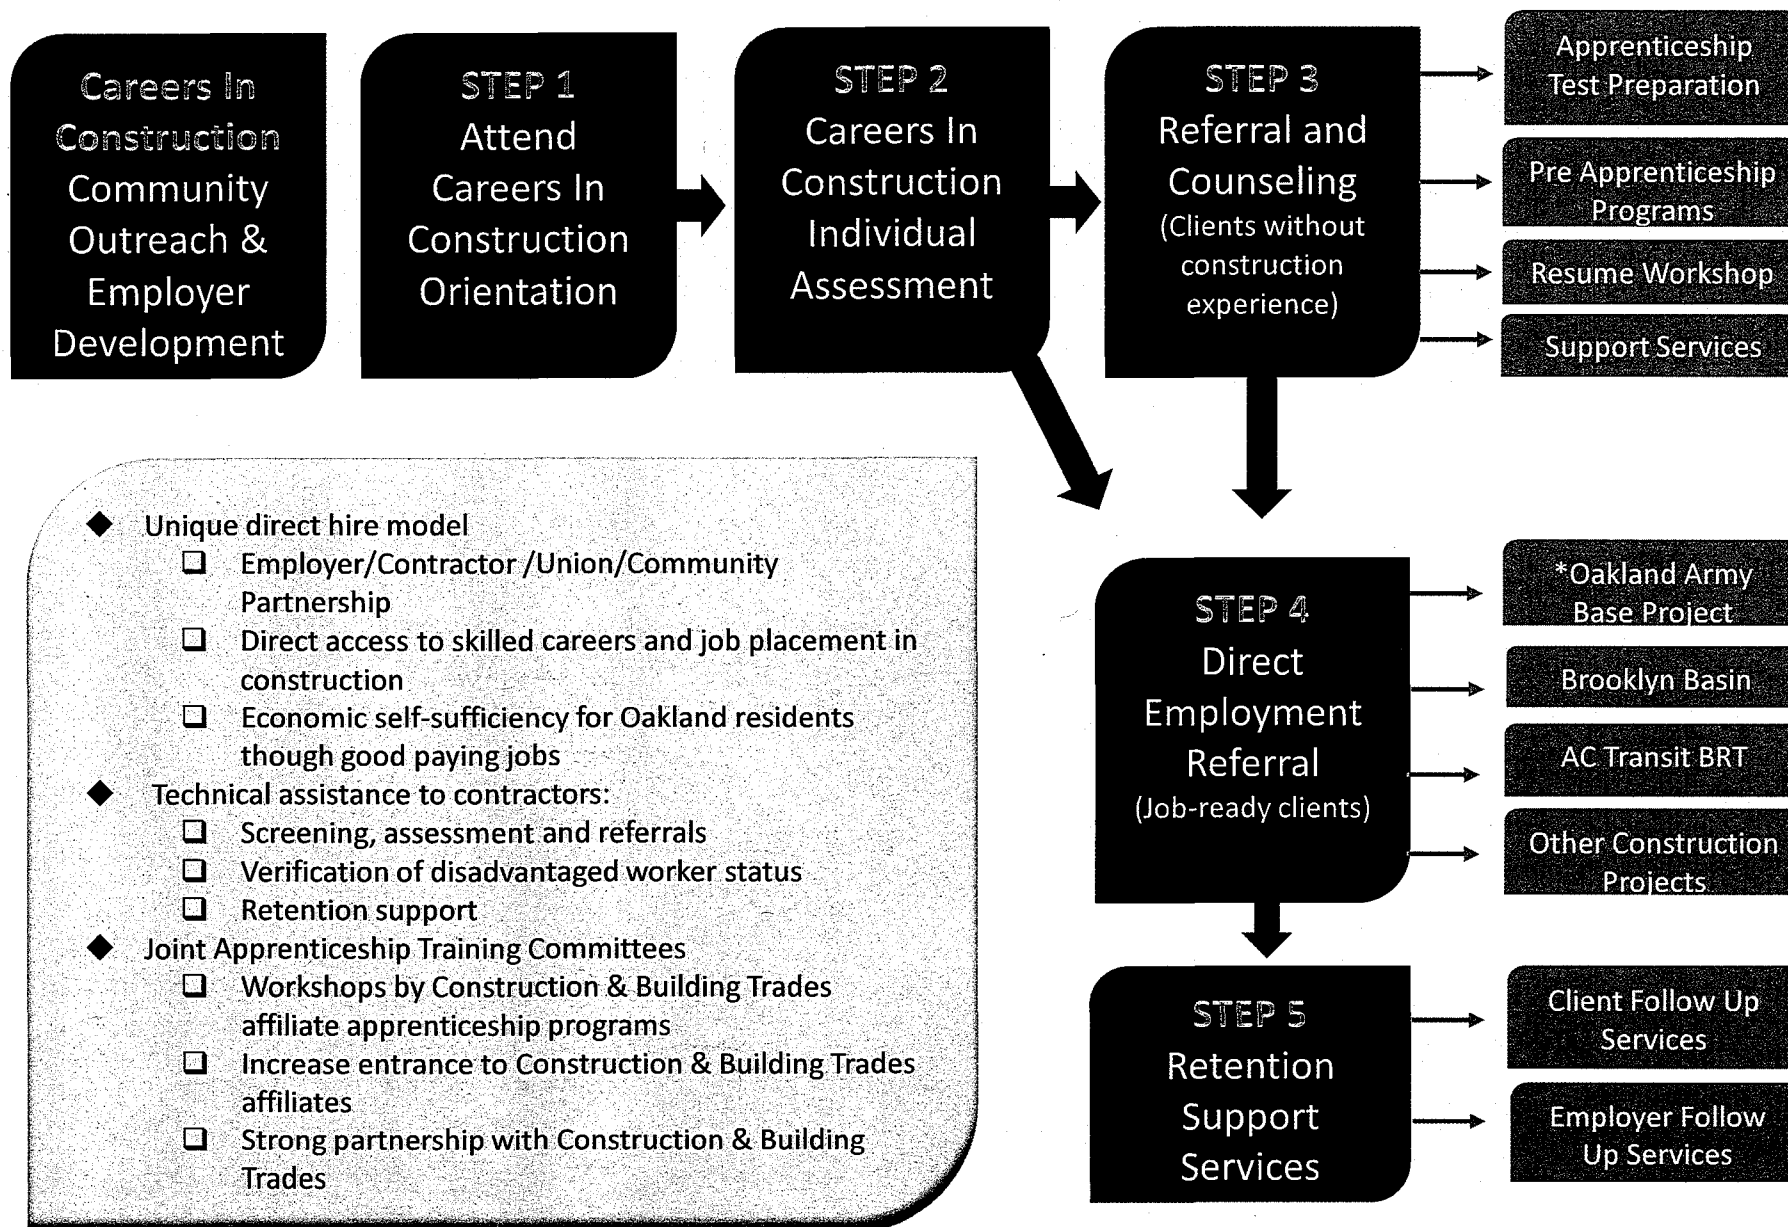 Careers In
Construction
Community
Outreach &
Employer
Development
STEP 1
Attend
Careers In
Construction
Orientation
STEP 2
Careers In
Construction
Individual
Assessment
STEP 3
Referral and
Counseling
(Clients without
construction
experience)
Apprenticeship
Test Preparation
Pre Apprenticeship
Programs
Resume Workshop
Support Services
◆ Unique direct hire model
❑ Employer/Contractor /Union/Community
Partnership
❑ Direct access to skilled careers and job placement in
construction
❑ Economic self-sufficiency for Oakland residents
though good paying jobs
◆ Technical assistance to contractors:
❑ Screening, assessment and referrals
❑ Verification of disadvantaged worker status
❑ Retention support
◆ Joint Apprenticeship Training Committees
❑ Workshops by Construction & Building Trades
affiliate apprenticeship programs
❑ Increase entrance to Construction & Building Trades
affiliates
❑ Strong partnership with Construction & Building
Trades
STEP 4
Direct
Employment
Referral
(Job-ready clients)
*Oakland Army
Base Project
Brooklyn Basin
AC Transit BRT
Other Construction
Projects
STEP 5
Retention
Support
Services
Client Follow Up
Services
Employer Follow
Up Services